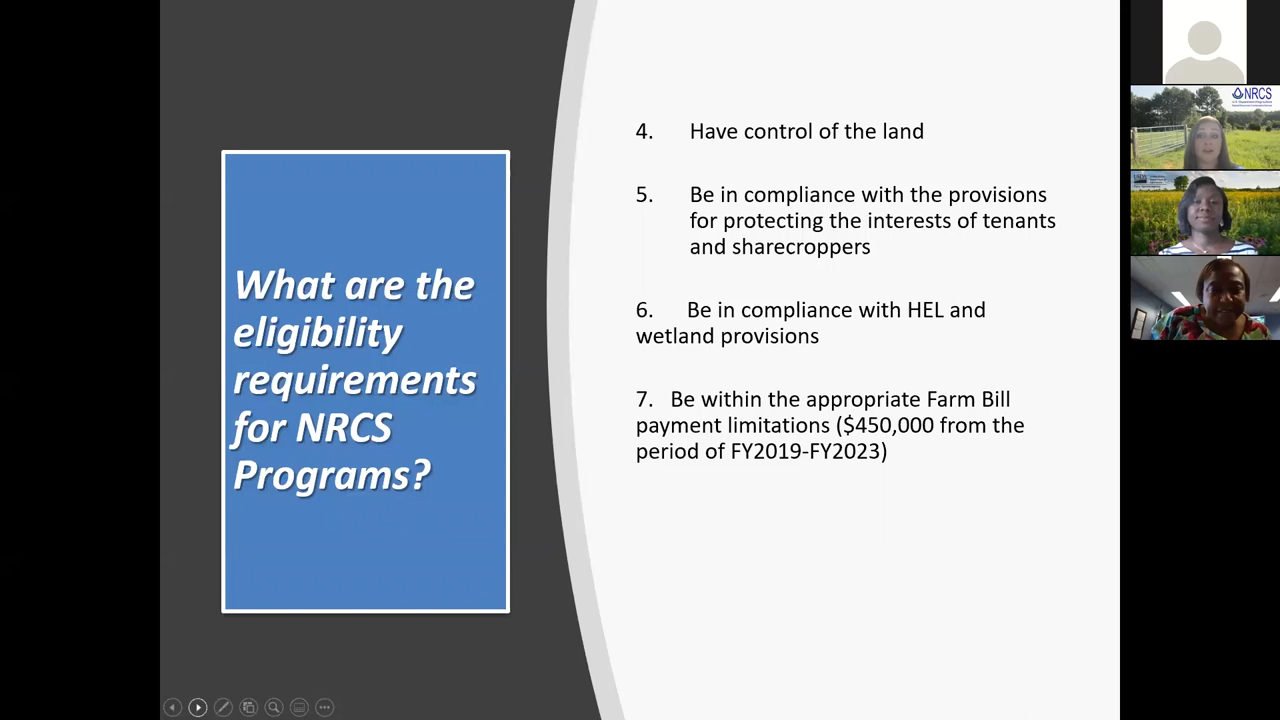 What are the
eligibility
requirements
for NRCS
Programs?
4. Have control of the land
5. Be in compliance with the provisions
for protecting the interests of tenants
and sharecroppers
6. Be in compliance with HEL and
wetland provisions
7. Be within the appropriate Farm Bill
payment limitations ($450,000 from the
period of FY2019-FY2023)
NRCS
USDA